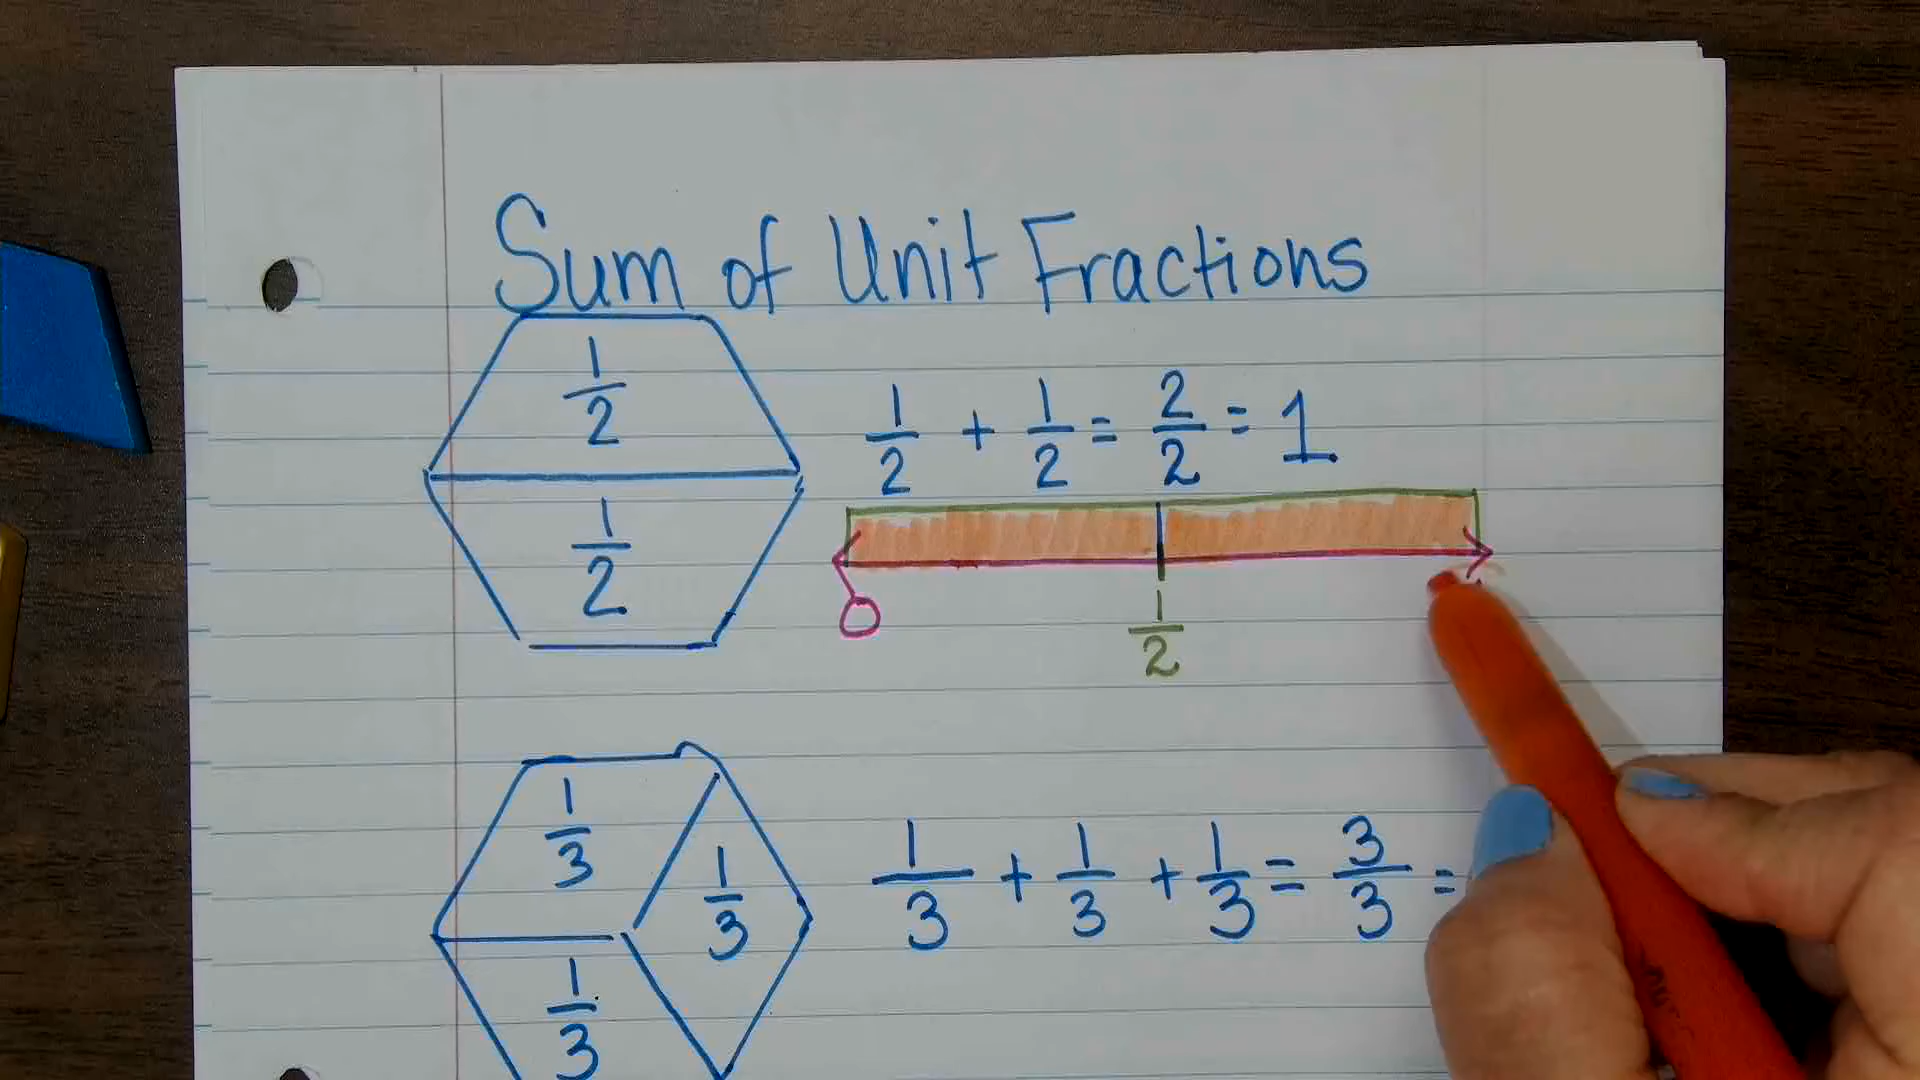 Sum of Unit Fractions
1/2
1/2 + 1/2 = 2/2 = 1
1/2
0
1/2
1/3
1/3
1/3 + 1/3 + 1/3 = 3/3 =
1/3